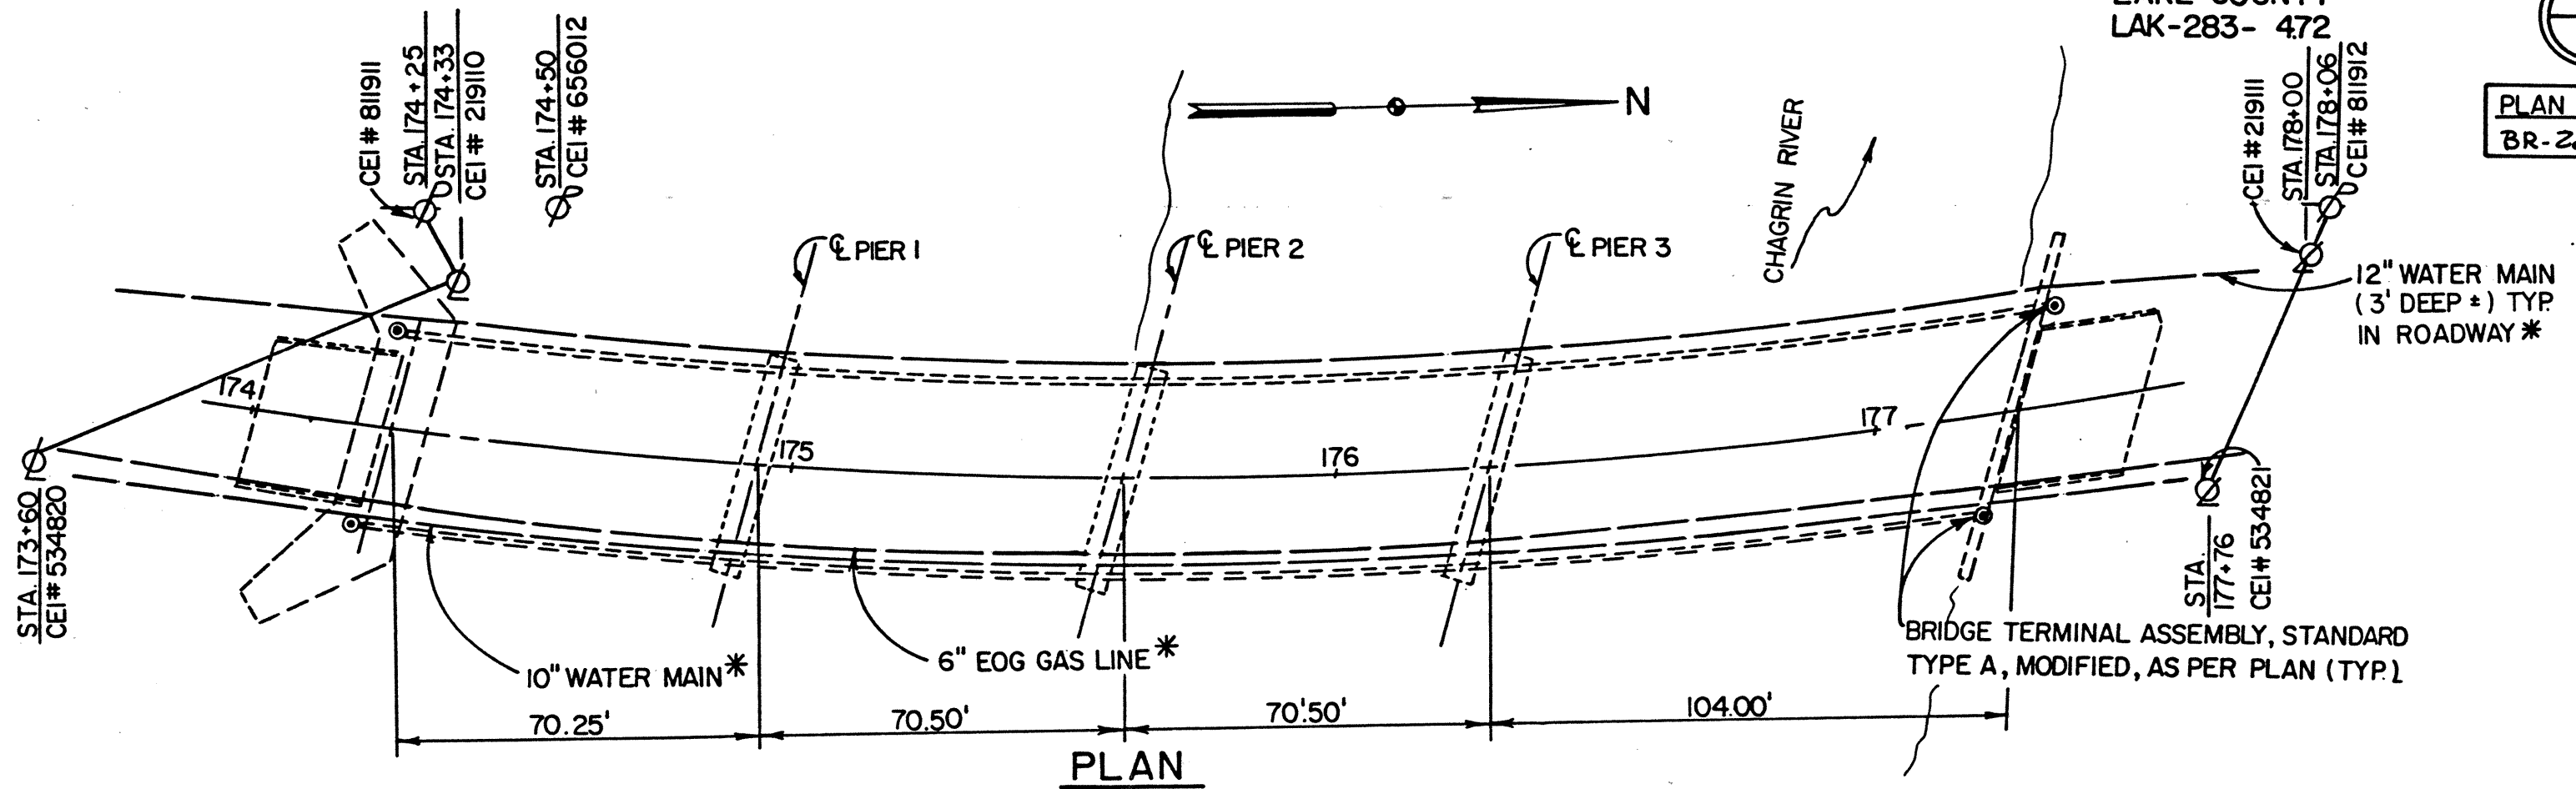 LAK-283- 472
PLAN
BR-2
CEI # 811911
STA. 174+25
STA. 174+33
CEI # 219110
STA. 174+50
CEI # 656012
N
CHAGRIN RIVER
CEI # 219111
STA. 178+00
STA. 178+06
CEI # 811912
℄ PIER 1
℄ PIER 2
℄ PIER 3
12" WATER MAIN
(3' DEEP ±) TYP.
IN ROADWAY *
174
175
176
177
STA. 173+60
CEI # 534820
STA.
177+76
CEI # 534821
10" WATER MAIN *
6" EOG GAS LINE *
BRIDGE TERMINAL ASSEMBLY, STANDARD
TYPE A, MODIFIED, AS PER PLAN (TYP.)
70.25'
70.50'
70'.50'
104.00'
PLAN